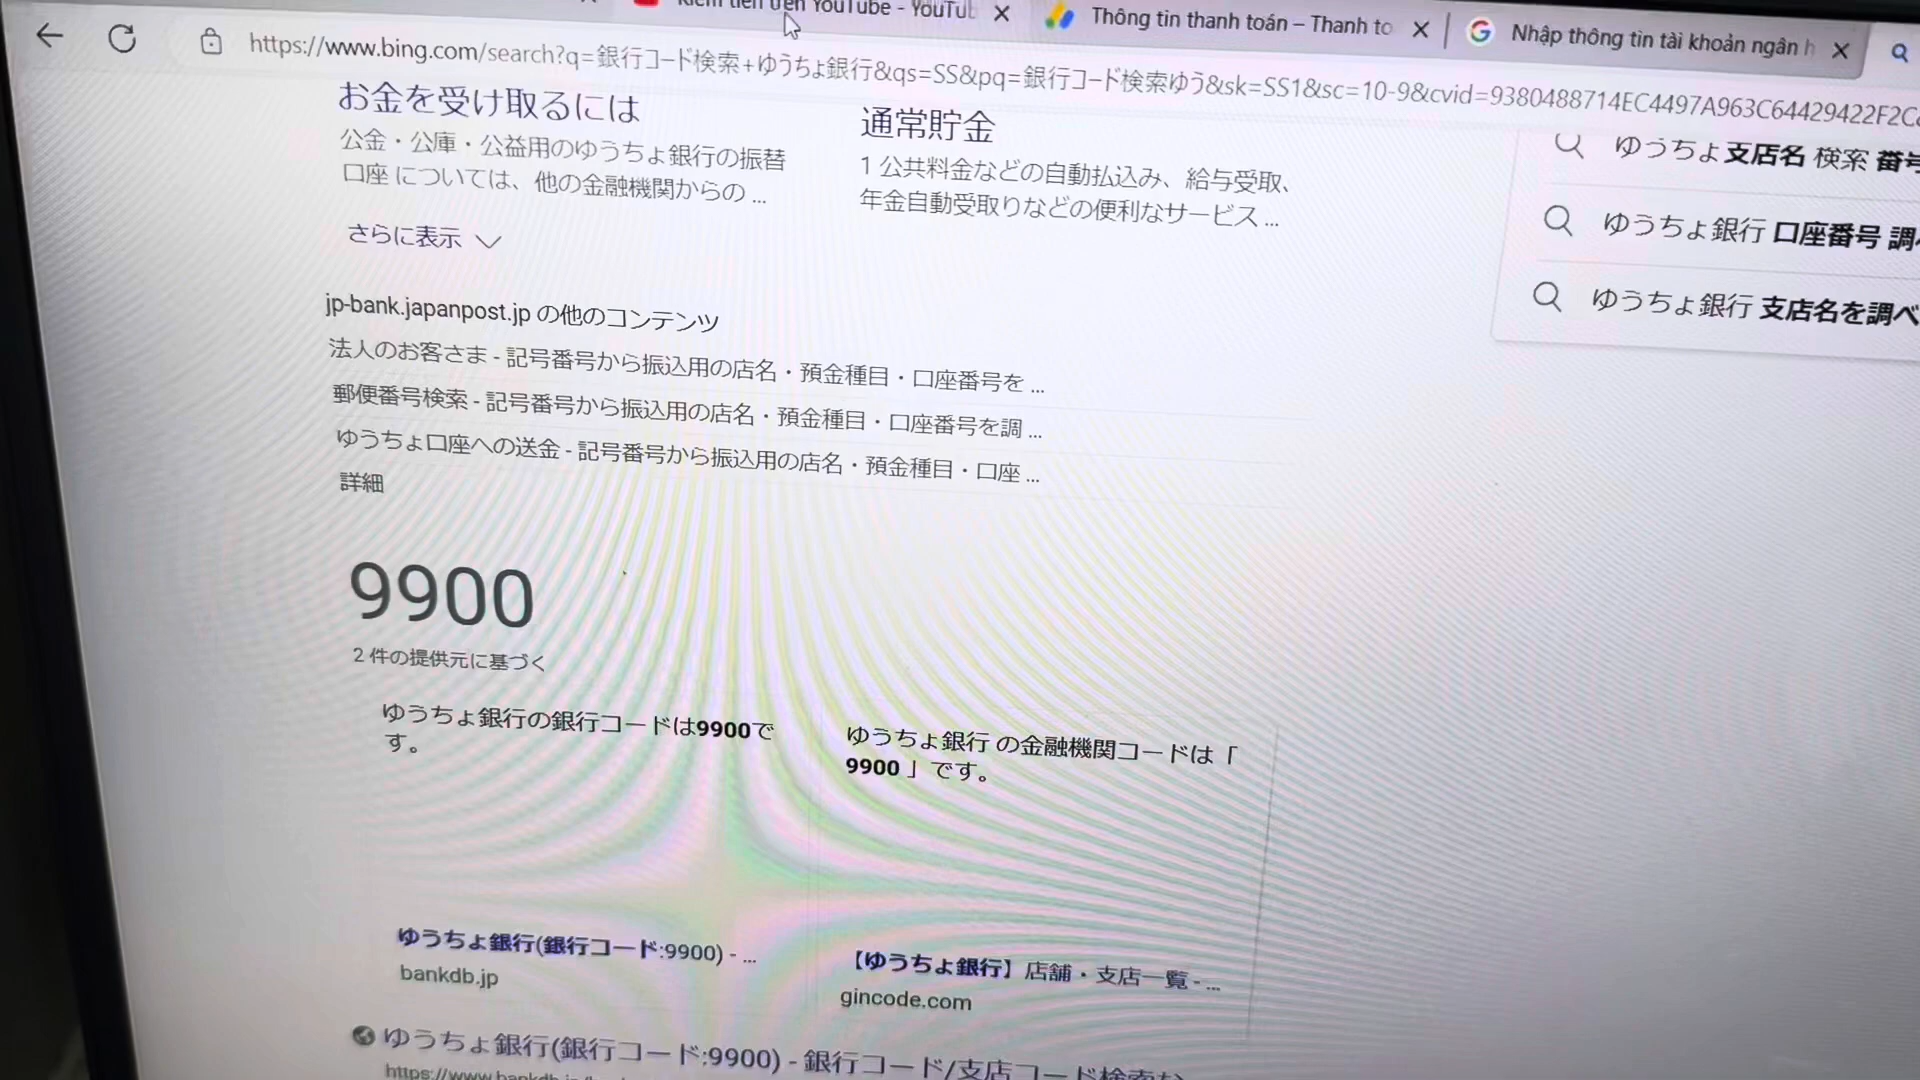 Kiếm tiền trên YouTube - YouTub
Thông tin thanh toán – Thanh to
Nhập thông tin tài khoản ngân h
https://www.bing.com/search?q=銀行コード検索+ゆうちょ銀行&qs=SS&pq=銀行コード検索ゆう&sk=SS1&sc=10-9&cvid=9380488714EC4497A963C64429422F2C&
お金を受け取るには
公金・公庫・公益用のゆうちょ銀行の振替
口座 については、他の金融機関からの ...
通常貯金
1 公共料金などの自動払込み、給与受取、
年金自動受取りなどの便利なサービス ...
さらに表示
jp-bank.japanpost.jp の他のコンテンツ
法人のお客さま - 記号番号から振込用の店名・預金種目・口座番号を ...
郵便番号検索 - 記号番号から振込用の店名・預金種目・口座番号を調 ...
ゆうちょ口座への送金 - 記号番号から振込用の店名・預金種目・口座 ...
詳細
ゆうちょ支店名 検索 番号
ゆうちょ銀行 口座番号 調べ
ゆうちょ銀行 支店名を調べ
9900
2 件の提供元に基づく
ゆうちょ銀行の銀行コードは9900で
す。
ゆうちょ銀行 の金融機関コードは「
9900 」です。
ゆうちょ銀行(銀行コード:9900) - ...
bankdb.jp
【ゆうちょ銀行】店舗・支店一覧 - ...
gincode.com
ゆうちょ銀行(銀行コード:9900) - 銀行コード/支店コード検索な